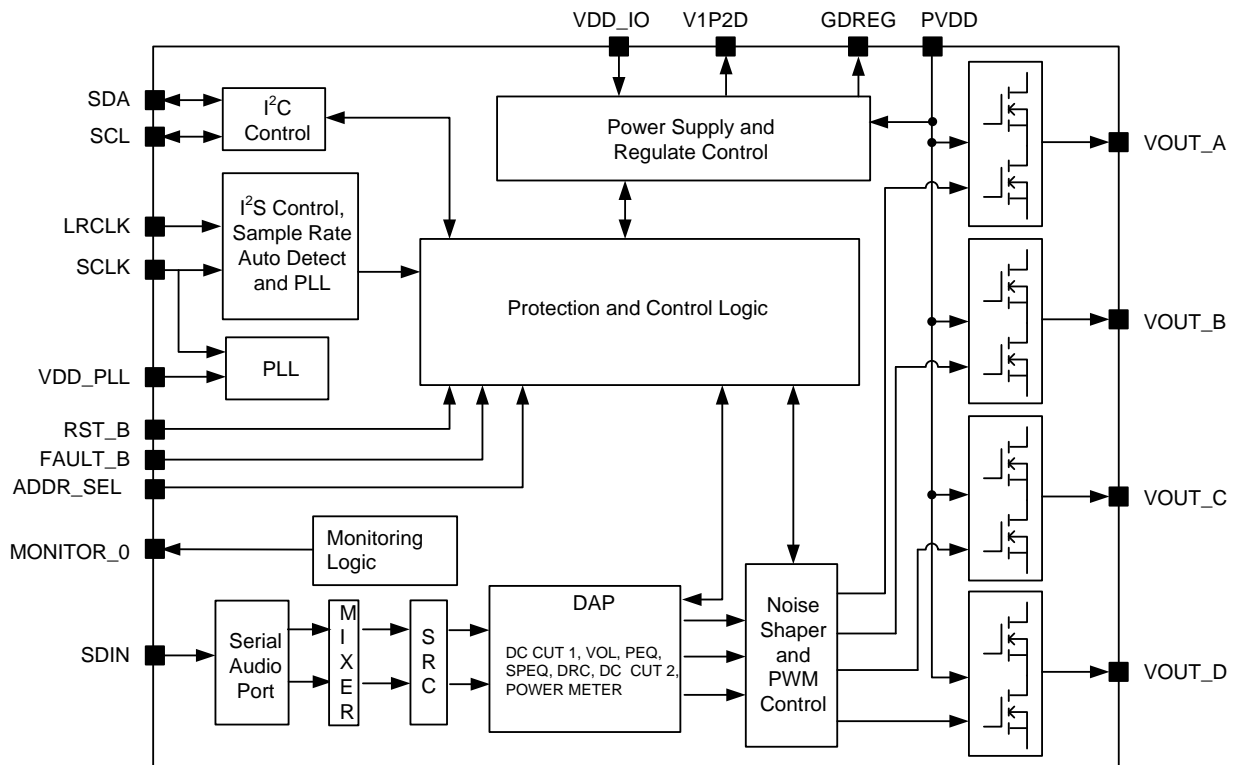 VDD_IO V1P2D GDREG PVDD
SDA
SCL
I²C
Control
Power Supply and
Regulate Control
VOUT_A
LRCLK
SCLK
I²S Control,
Sample Rate
Auto Detect
and PLL
Protection and Control Logic
VOUT_B
VDD_PLL
PLL
RST_B
FAULT_B
ADDR_SEL
VOUT_C
MONITOR_0
Monitoring
Logic
SDIN
Serial
Audio
Port
MIXER
SRC
DAP
DC CUT 1, VOL, PEQ,
SPEQ, DRC, DC CUT 2,
POWER METER
Noise
Shaper
and
PWM
Control
VOUT_D